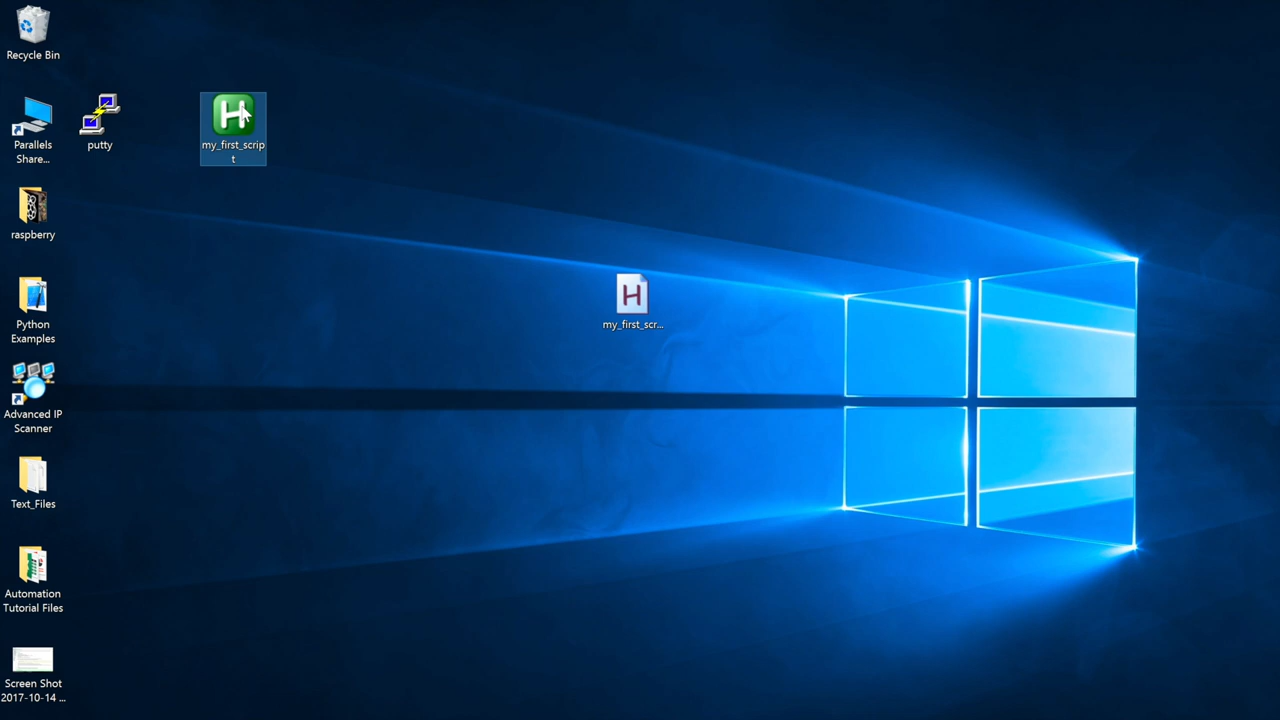 Recycle Bin
Parallels
Share...
putty
my_first_scrip
t
raspberry
Python
Examples
my_first_scr...
Advanced IP
Scanner
Text_Files
Automation
Tutorial Files
Screen Shot
2017-10-14 ...